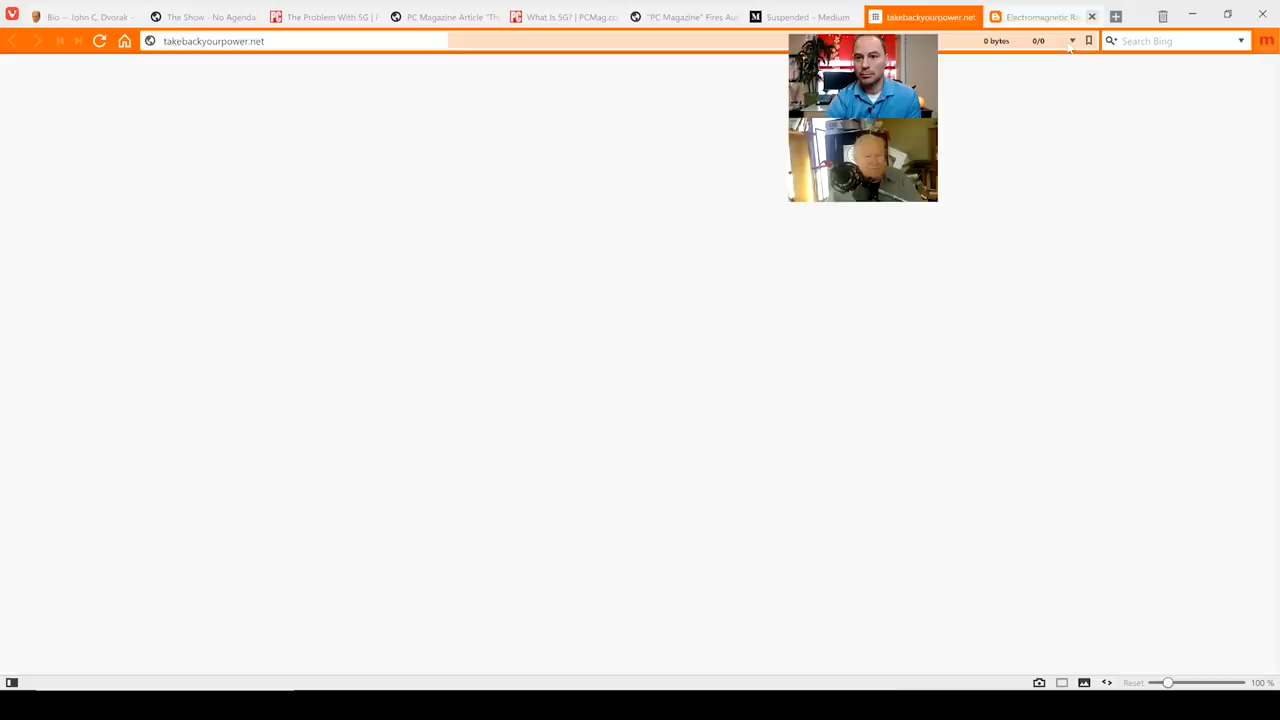 Bio — John C. Dvorak –
The Show - No Agenda
The Problem With 5G | P
PC Magazine Article "The
What Is 5G? | PCMag.co
"PC Magazine" Fires Au
Suspended – Medium
takebackyourpower.net
Electromagnetic Ra
takebackyourpower.net
0 bytes
0/0
Search Bing
Reset
100 %